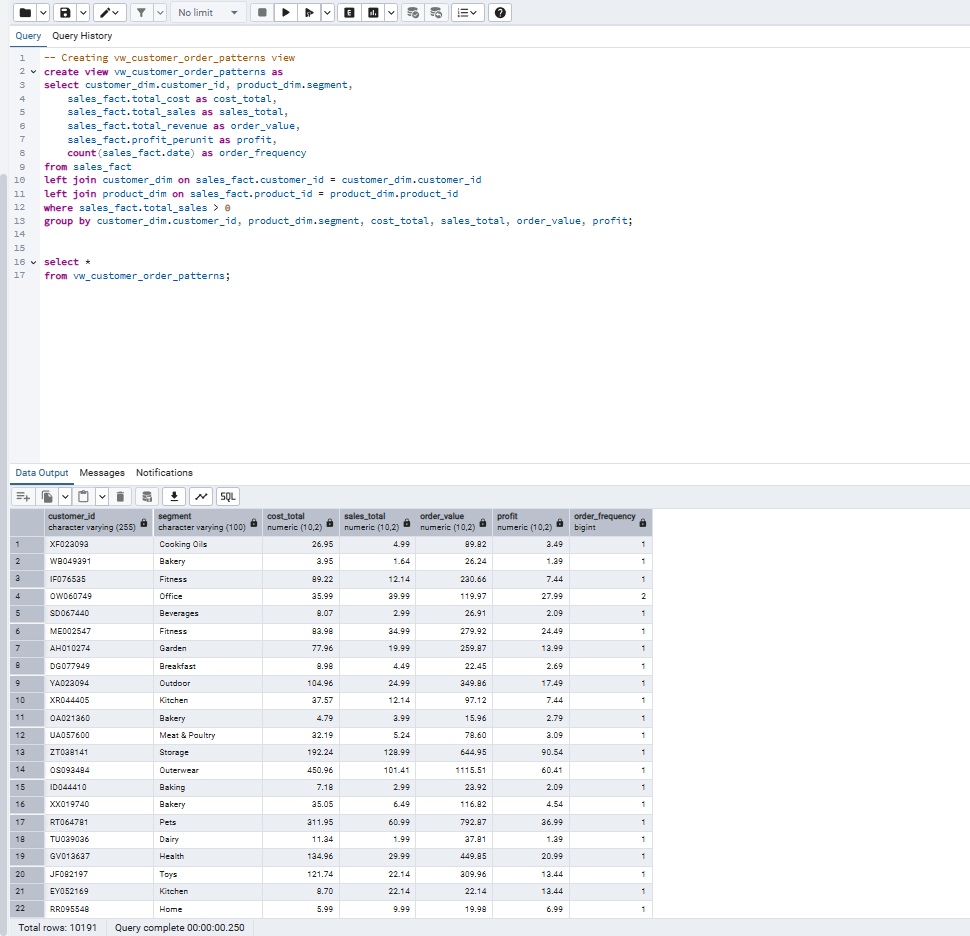 No limit
Query Query History
1 -- Creating vw_customer_order_patterns view
2 create view vw_customer_order_patterns as
3 select customer_dim.customer_id, product_dim.segment,
4 sales_fact.total_cost as cost_total,
5 sales_fact.total_sales as sales_total,
6 sales_fact.total_revenue as order_value,
7 sales_fact.profit_perunit as profit,
8 count(sales_fact.date) as order_frequency
9 from sales_fact
10 left join customer_dim on sales_fact.customer_id = customer_dim.customer_id
11 left join product_dim on sales_fact.product_id = product_dim.product_id
12 where sales_fact.total_sales > 0
13 group by customer_dim.customer_id, product_dim.segment, cost_total, sales_total, order_value, profit;
14
15
16 select *
17 from vw_customer_order_patterns;
Data Output Messages Notifications
SQL
customer_id segment cost_total sales_total order_value profit order_frequency
character varying (255) character varying (100) numeric (10,2) numeric (10,2) numeric (10,2) numeric (10,2) bigint
1 XF023093 Cooking Oils 26.95 4.99 89.82 3.49 1
2 WB049391 Bakery 3.95 1.64 26.24 1.39 1
3 IF076535 Fitness 89.22 12.14 230.66 7.44 1
4 OW060749 Office 35.99 39.99 119.97 27.99 2
5 SD067440 Beverages 8.07 2.99 26.91 2.09 1
6 ME002547 Fitness 83.98 34.99 279.92 24.49 1
7 AH010274 Garden 77.96 19.99 259.87 13.99 1
8 DG077949 Breakfast 8.98 4.49 22.45 2.69 1
9 YA023094 Outdoor 104.96 24.99 349.86 17.49 1
10 XR044405 Kitchen 37.57 12.14 97.12 7.44 1
11 OA021360 Bakery 4.79 3.99 15.96 2.79 1
12 UA057600 Meat & Poultry 32.19 5.24 78.60 3.09 1
13 ZT038141 Storage 192.24 128.99 644.95 90.54 1
14 OS093484 Outerwear 450.96 101.41 1115.51 60.41 1
15 ID044410 Baking 7.18 2.99 23.92 2.09 1
16 XX019740 Bakery 35.05 6.49 116.82 4.54 1
17 RT064781 Pets 311.95 60.99 792.87 36.99 1
18 TU039036 Dairy 11.34 1.99 37.81 1.39 1
19 GV013637 Health 134.96 29.99 449.85 20.99 1
20 JF082197 Toys 121.74 22.14 309.96 13.44 1
21 EY052169 Kitchen 8.70 22.14 22.14 13.44 1
22 RR095548 Home 5.99 9.99 19.98 6.99 1
Total rows: 10191 Query complete 00:00:00.250